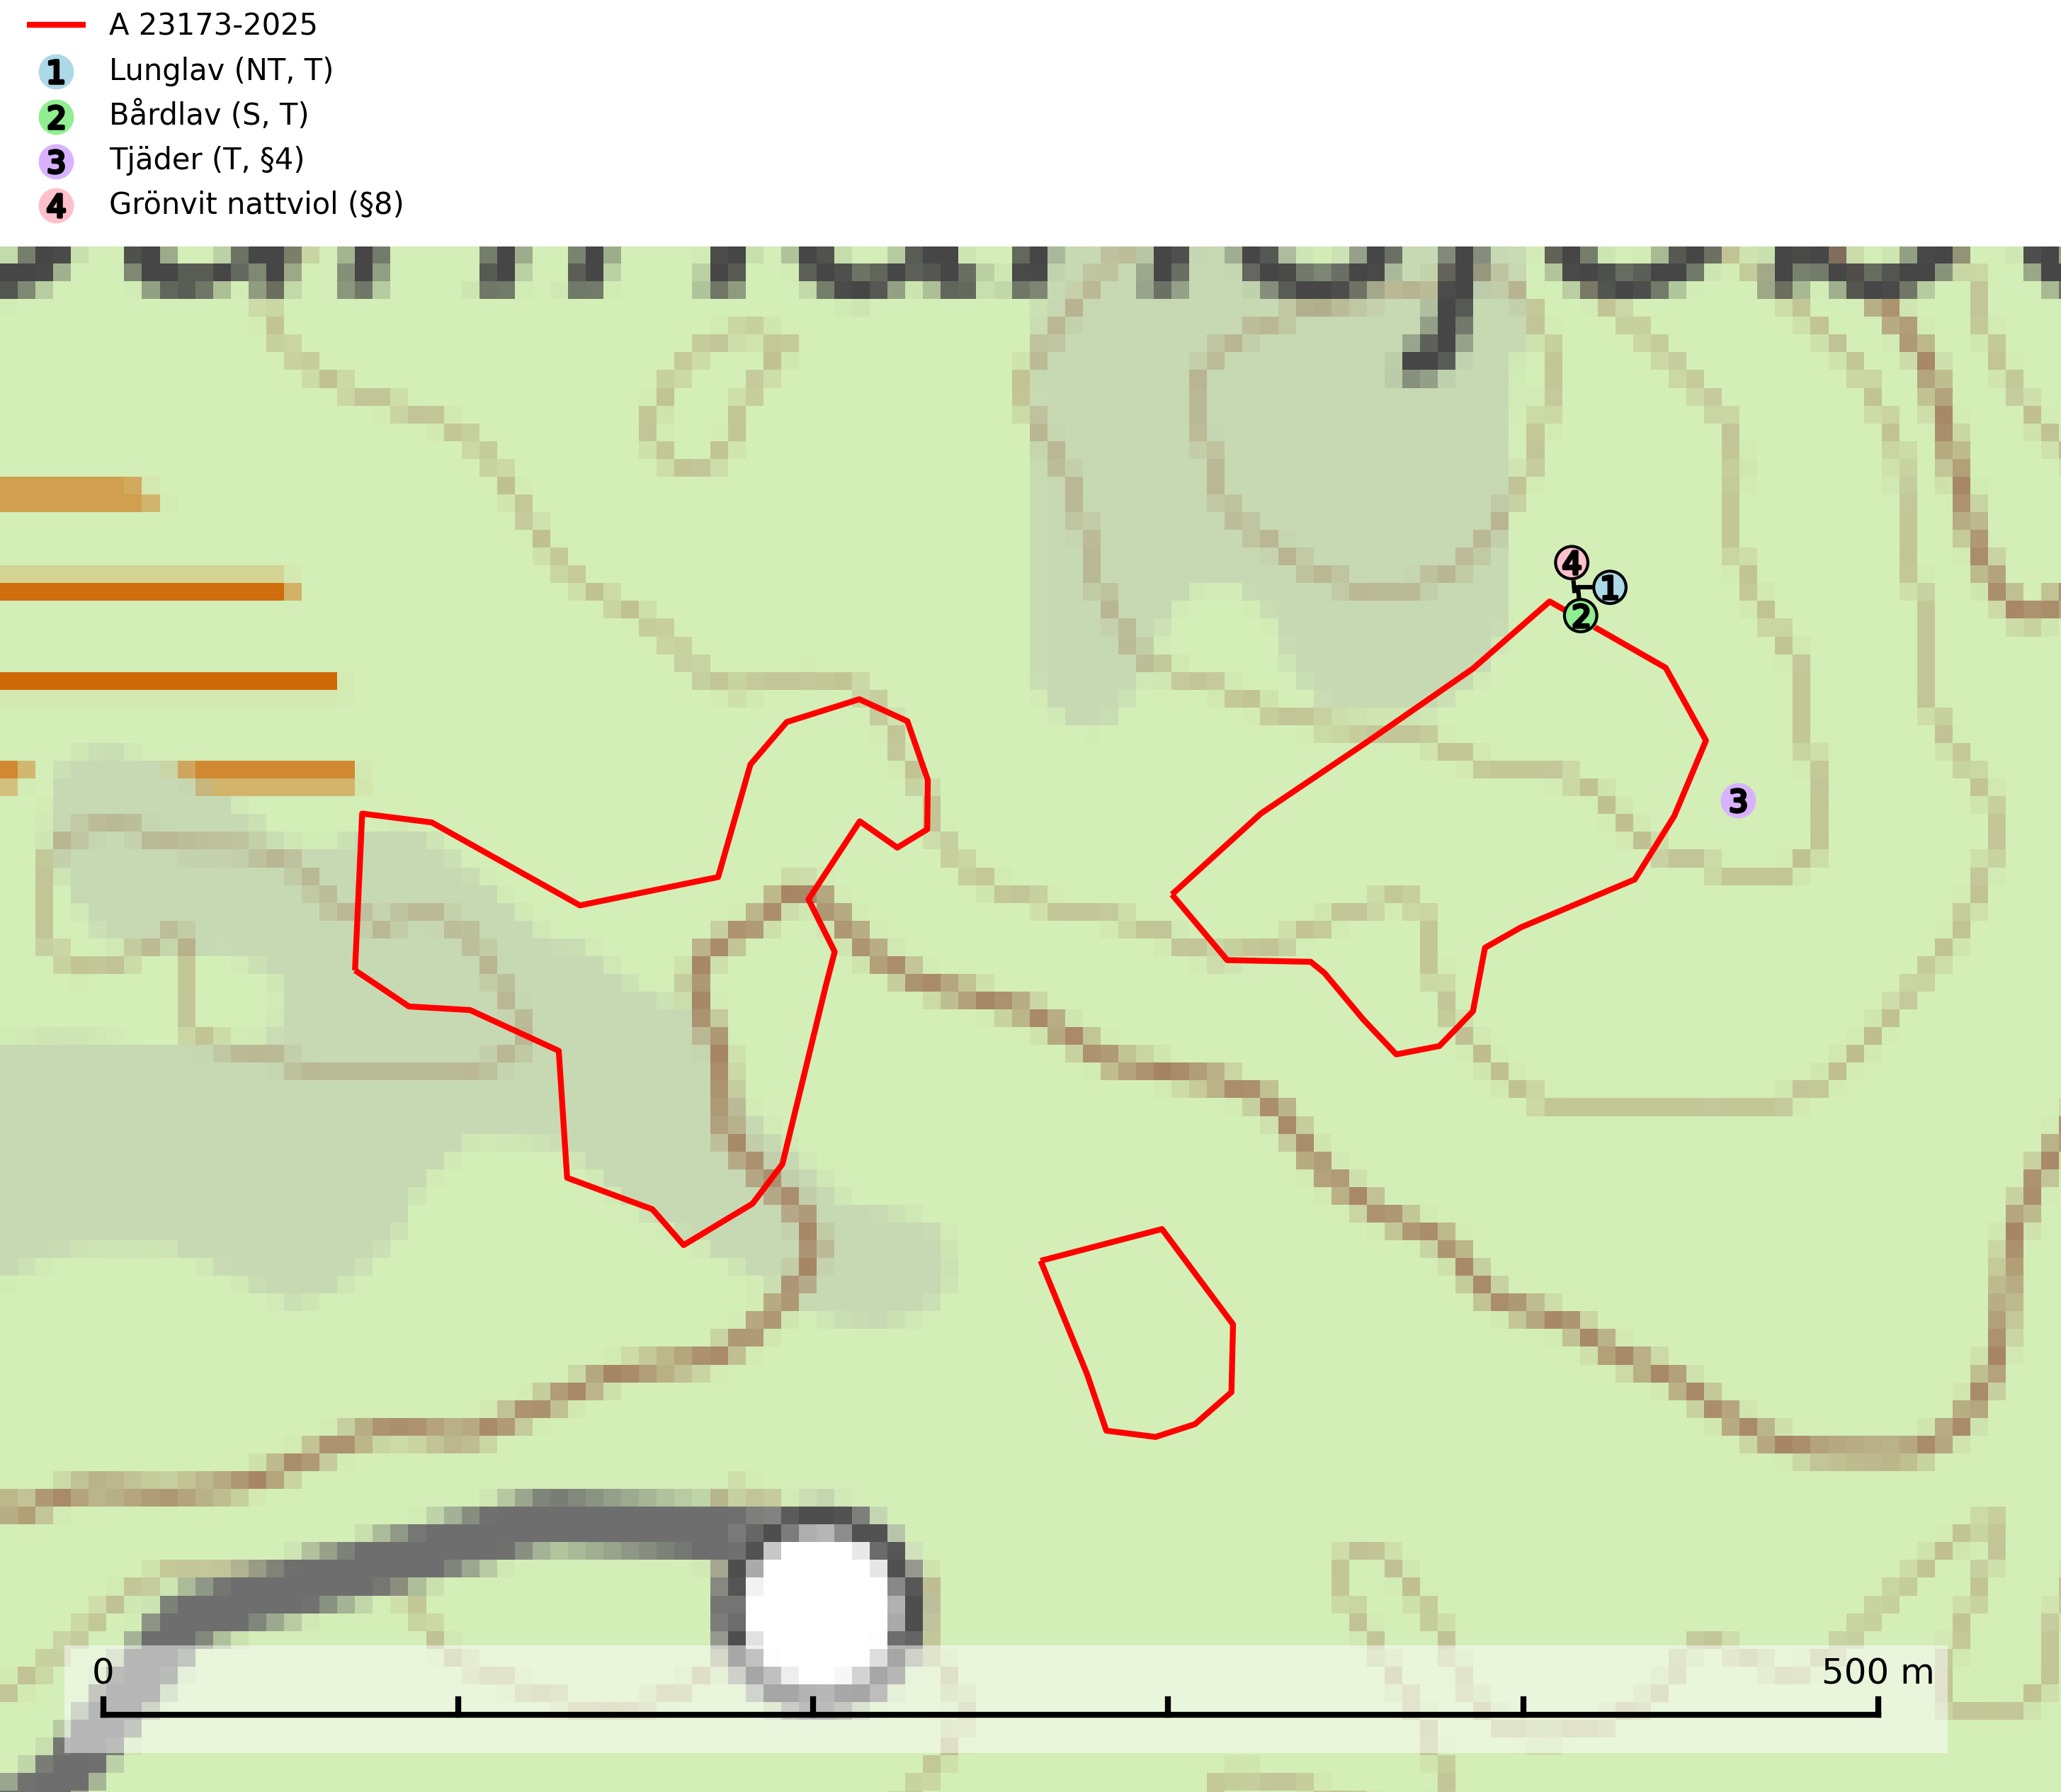 A 23173-2025
1 Lunglav (NT, T)
2 Bårdlav (S, T)
3 Tjäder (T, §4)
4 Grönvit nattviol (§8)
4
1
2
3
0 500 m